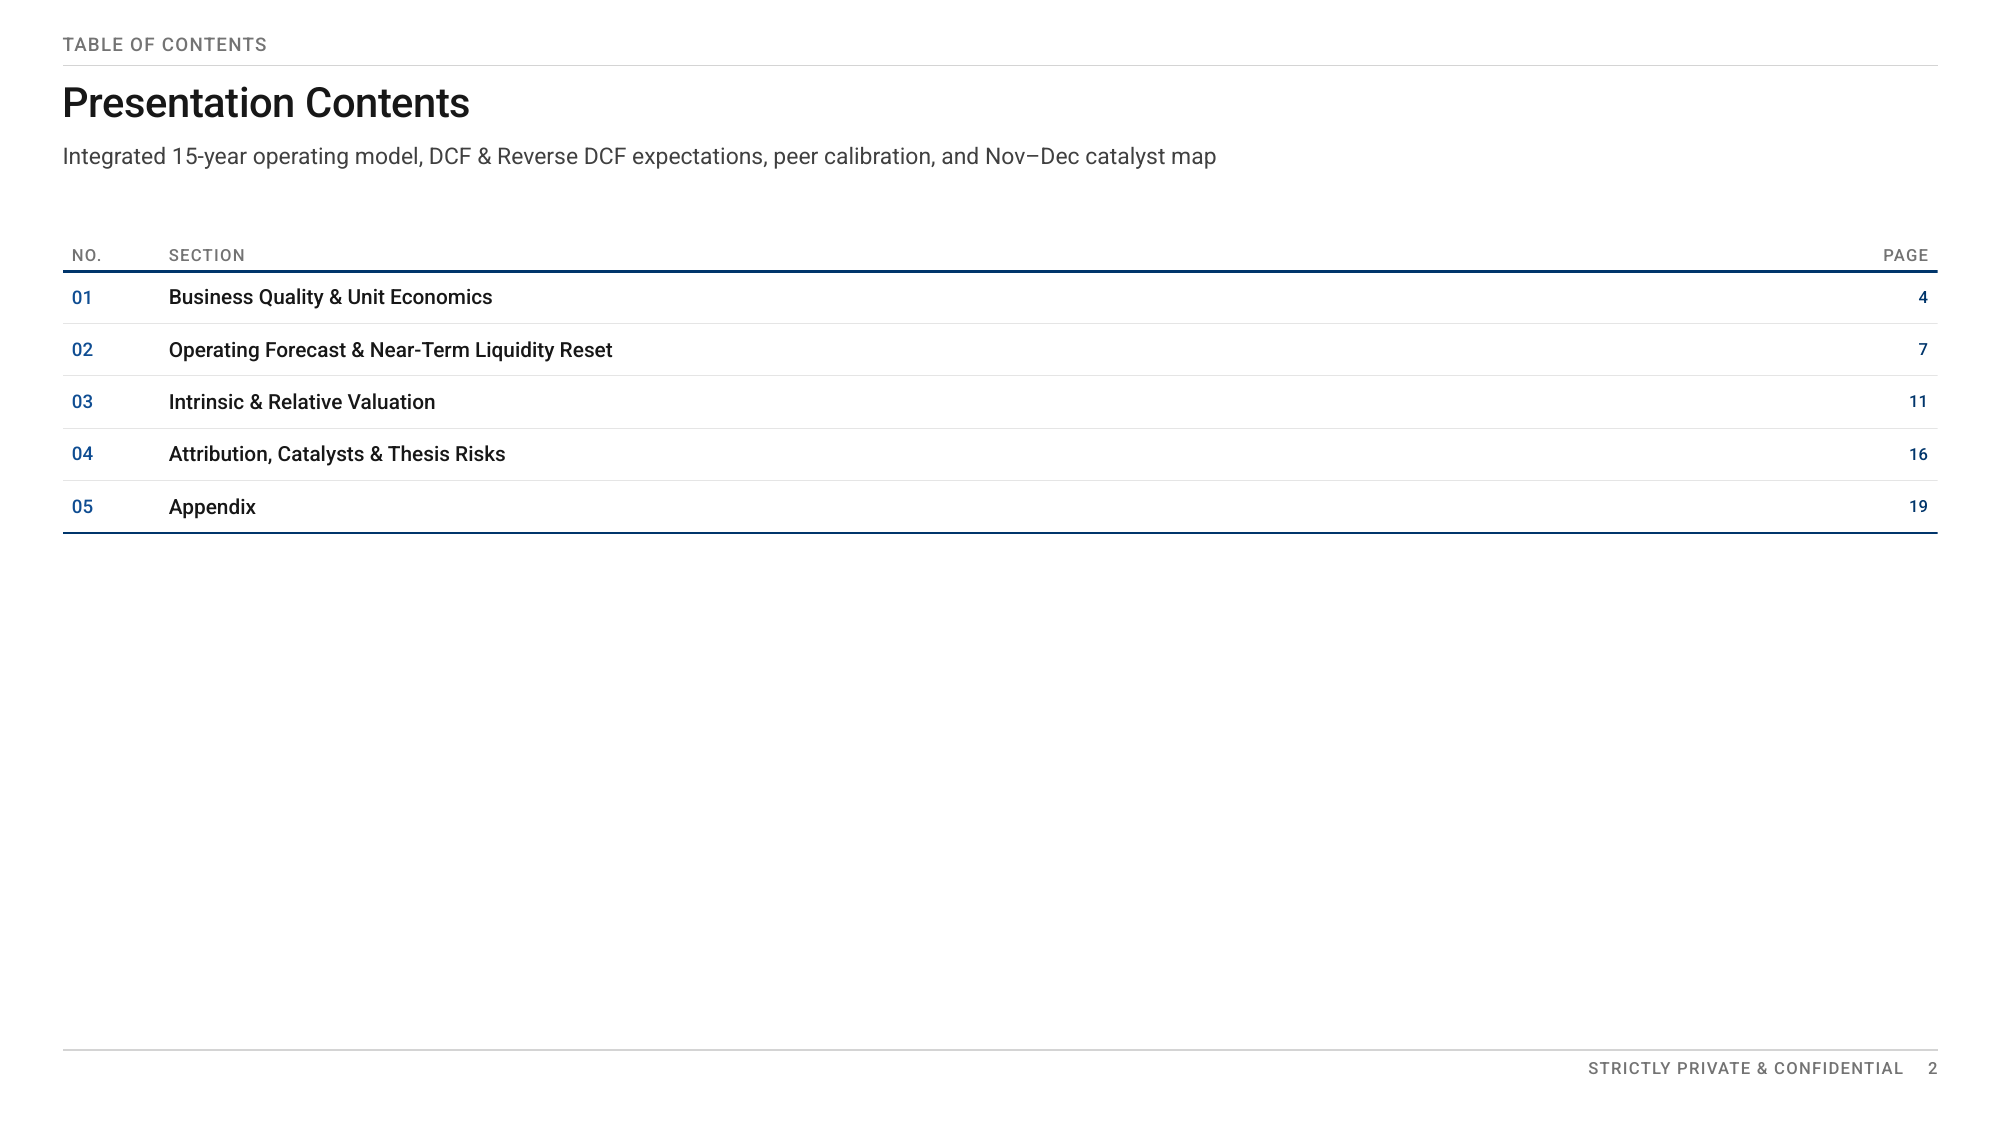 TABLE OF CONTENTS
Presentation Contents
Integrated 15-year operating model, DCF & Reverse DCF expectations, peer calibration, and Nov–Dec catalyst map
NO. SECTION PAGE
01 Business Quality & Unit Economics 4
02 Operating Forecast & Near-Term Liquidity Reset 7
03 Intrinsic & Relative Valuation 11
04 Attribution, Catalysts & Thesis Risks 16
05 Appendix 19
STRICTLY PRIVATE & CONFIDENTIAL 2